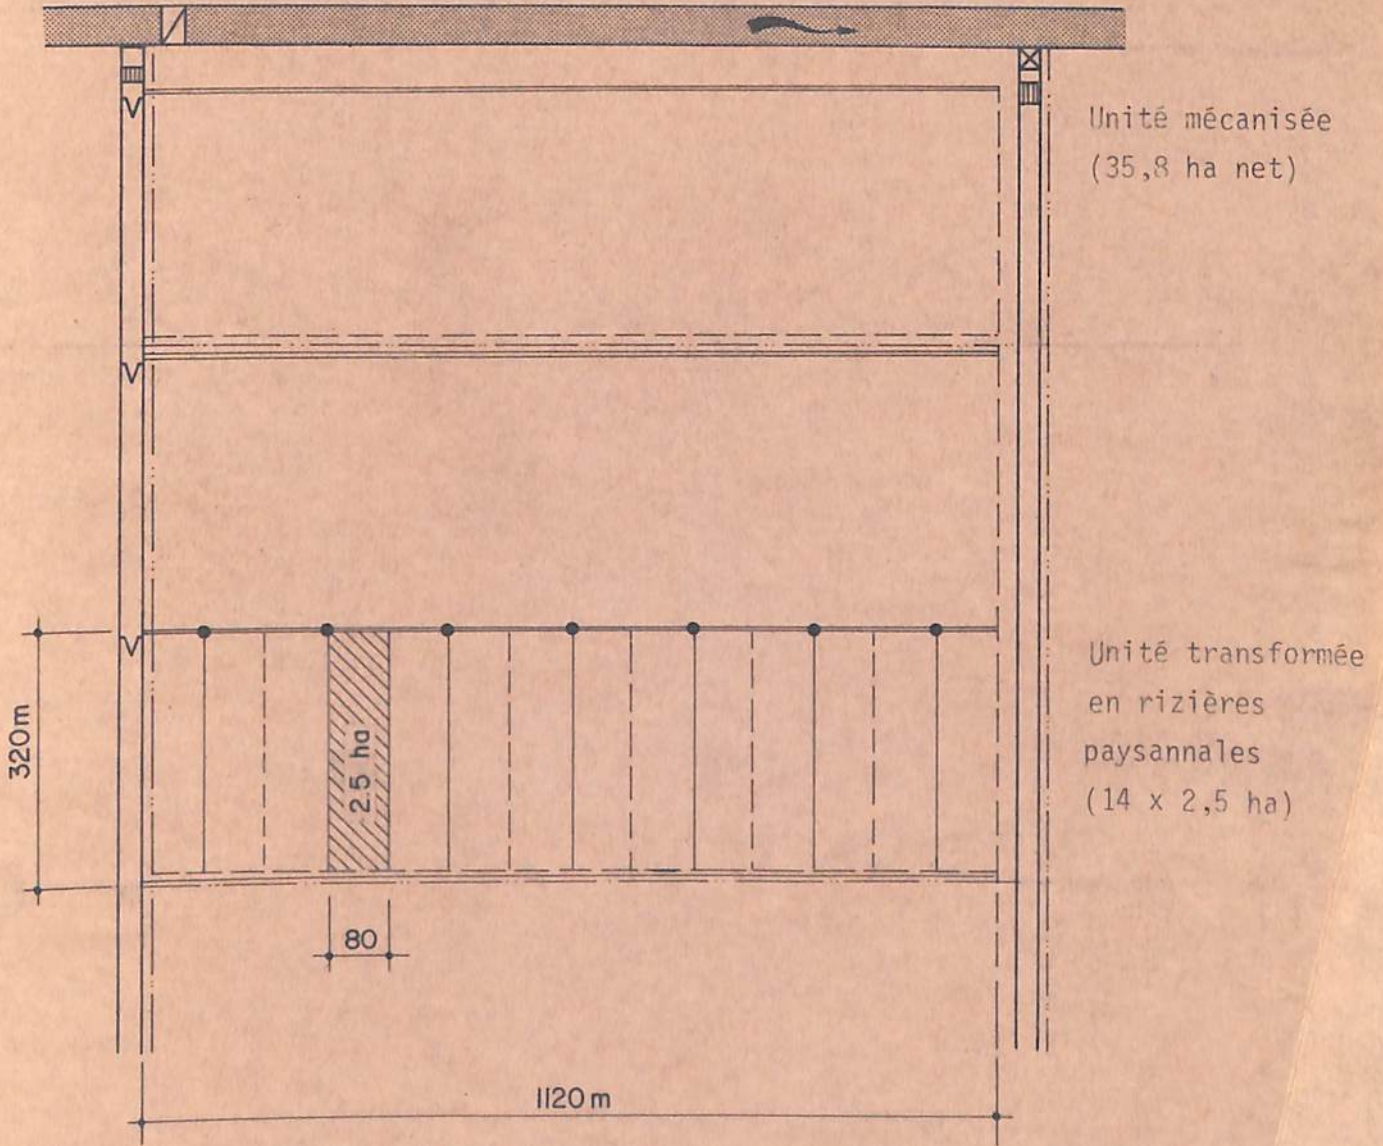 Unité mécanisée
(35,8 ha net)
Unité transformée
en rizières
paysannales
(14 x 2,5 ha)
320m
2.5 ha
80
1120m